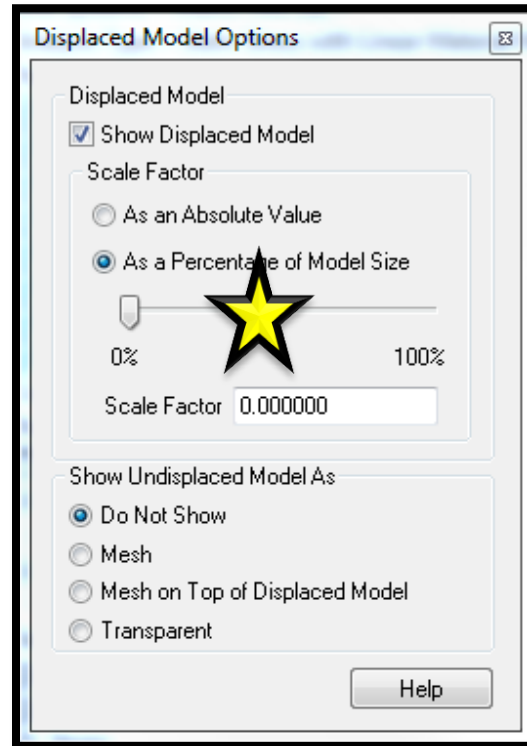 Displaced Model Options
Displaced Model
Show Displaced Model
Scale Factor
As an Absolute Value
As a Percentage of Model Size
0% 100%
Scale Factor 0.000000
Show Undisplaced Model As
Do Not Show
Mesh
Mesh on Top of Displaced Model
Transparent
Help